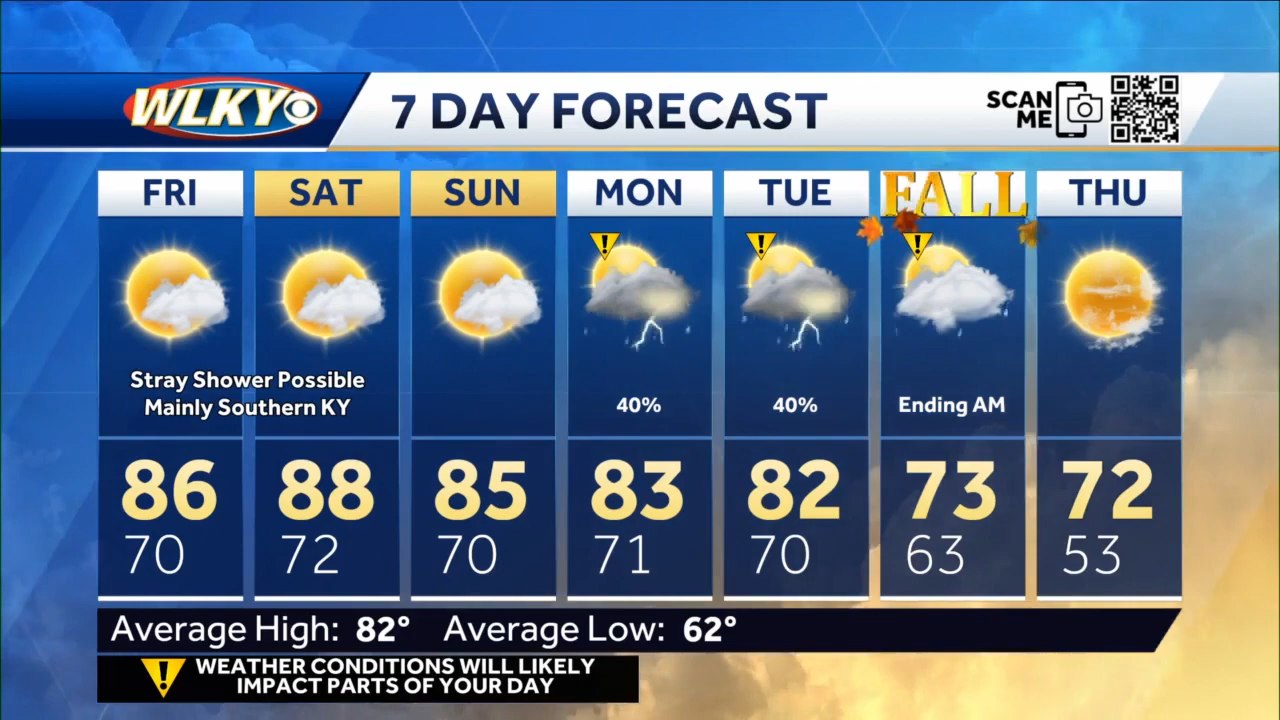 WLKY
7 DAY FORECAST
SCAN
ME
FRI
SAT
SUN
MON
TUE
FALL
THU
!
!
!
Stray Shower Possible
Mainly Southern KY
40%
40%
Ending AM
86
88
85
83
82
73
72
70
72
70
71
70
63
53
Average High: 82° Average Low: 62°
!
WEATHER CONDITIONS WILL LIKELY
IMPACT PARTS OF YOUR DAY